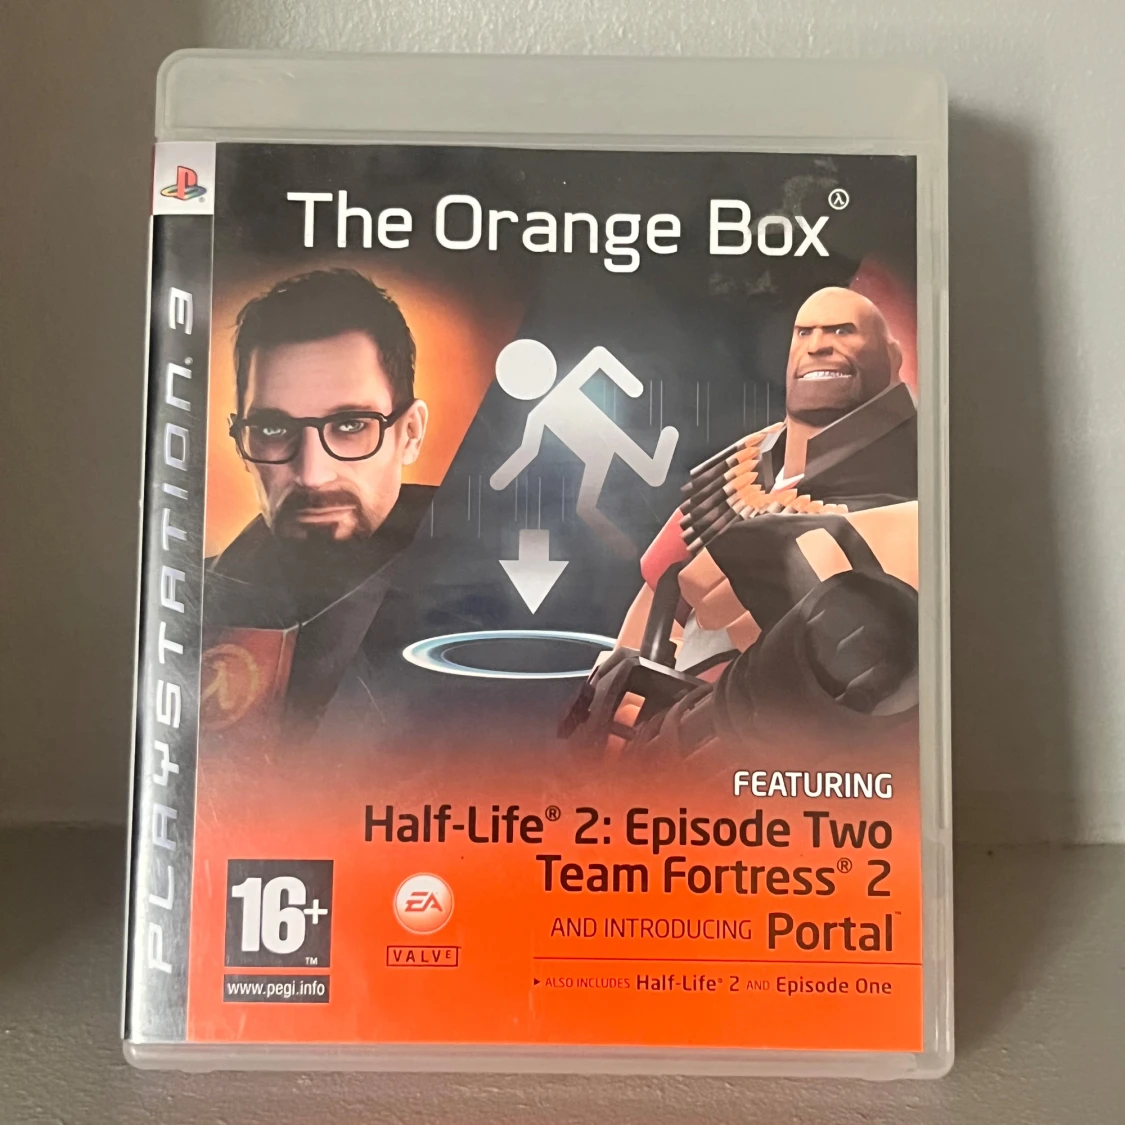 The Orange Box
PLAYSTATION 3
FEATURING
Half-Life® 2: Episode Two
Team Fortress® 2
AND INTRODUCING Portal™
▸ ALSO INCLUDES Half-Life® 2 AND Episode One
16+™
www.pegi.info
EA
VALVE